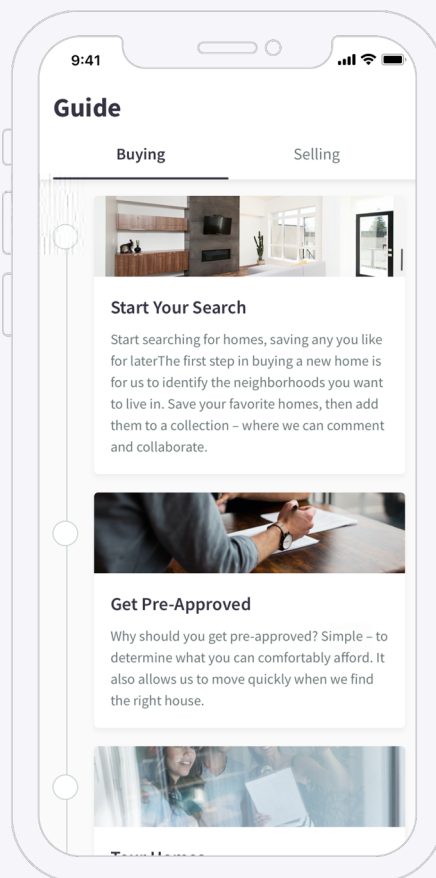 9:41
Guide
Buying
Selling
Start Your Search
Start searching for homes, saving any you like
for laterThe first step in buying a new home is
for us to identify the neighborhoods you want
to live in. Save your favorite homes, then add
them to a collection – where we can comment
and collaborate.
Get Pre-Approved
Why should you get pre-approved? Simple – to
determine what you can comfortably afford. It
also allows us to move quickly when we find
the right house.
Tour Homes